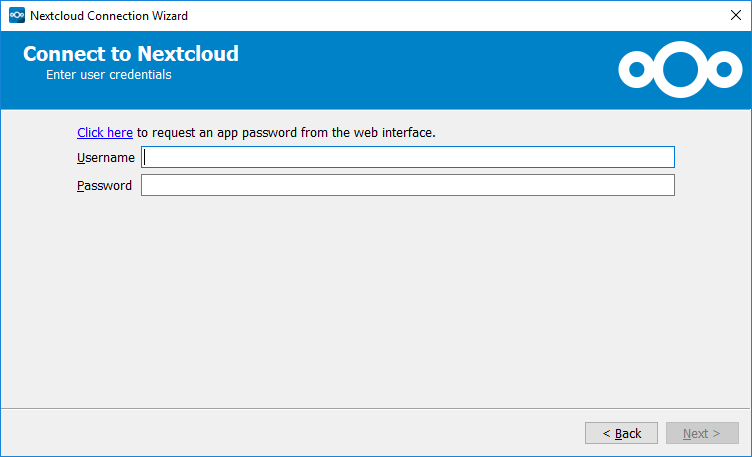 Nextcloud Connection Wizard
Connect to Nextcloud
Enter user credentials
Click here to request an app password from the web interface.
Username
Password
< Back
Next >